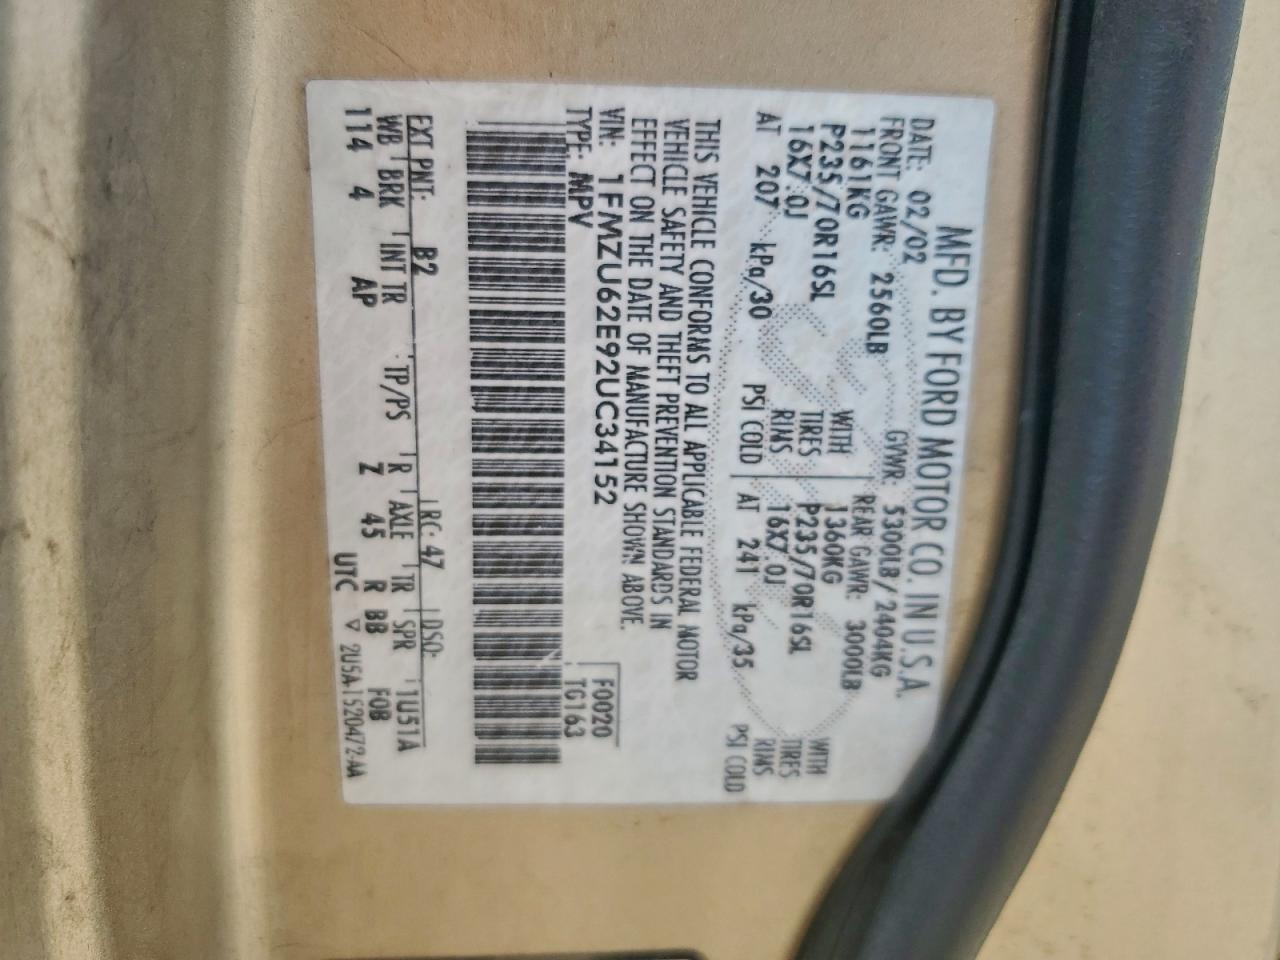 MFD. BY FORD MOTOR CO. IN U.S.A.
DATE: 02/02 GVWR: 5300LB / 2404KG
FRONT GAWR: 2560LB REAR GAWR: 3000LB
1161KG WITH 1360KG WITH
P235/70R16SL TIRES P235/70R16SL TIRES
16X7.0J RIMS 16X7.0J RIMS
AT 207 kPa/30 PSI COLD AT 241 kPa/35 PSI COLD
THIS VEHICLE CONFORMS TO ALL APPLICABLE FEDERAL MOTOR
VEHICLE SAFETY AND THEFT PREVENTION STANDARDS IN
EFFECT ON THE DATE OF MANUFACTURE SHOWN ABOVE.
VIN: 1FMZU62E92UC34152 F0020
TYPE: MPV TG163
EXT PNT: B2 RC: 47 DSO:
WB BRK INT TR TP/PS R AXLE TR SPR 1U51A
114 4 AP Z 45 R BB F0B
UTC ▽ 2U5A-1520472-AA